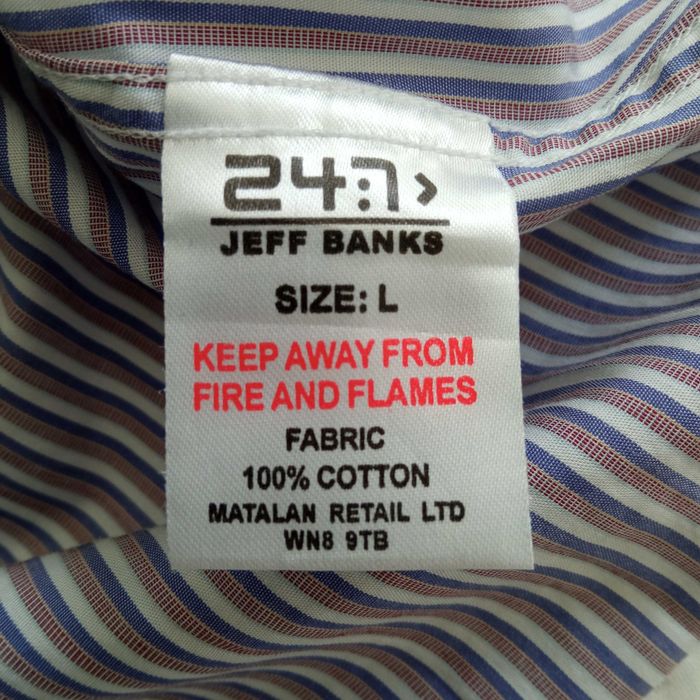 24:7>
JEFF BANKS
SIZE: L
KEEP AWAY FROM
FIRE AND FLAMES
FABRIC
100% COTTON
MATALAN RETAIL LTD
WN8 9TB